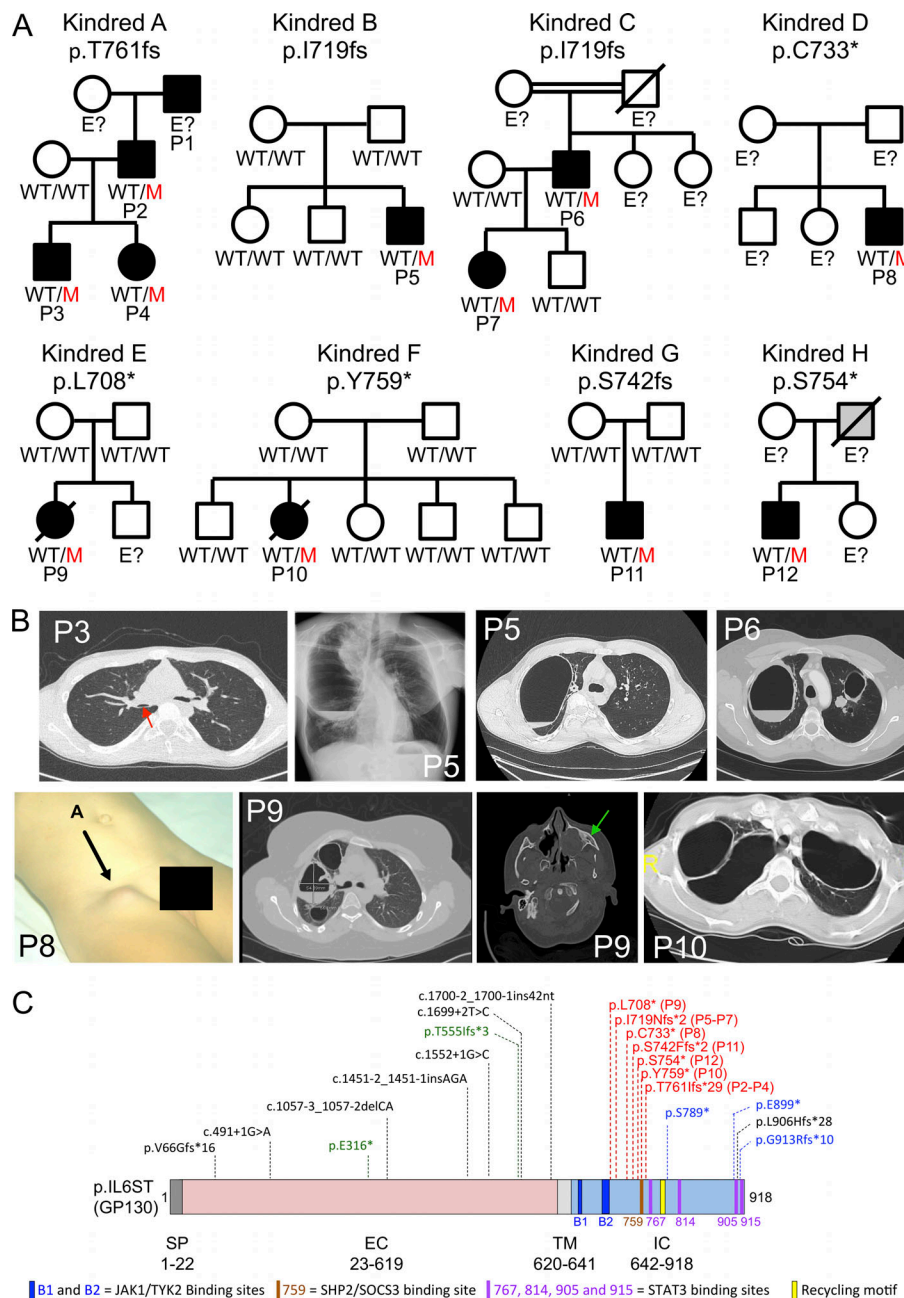 A
Kindred A
p.T761fs
E?
E?
P1
WT/WT
WT/M
P2
WT/M
P3
WT/M
P4
Kindred B
p.I719fs
WT/WT
WT/WT
WT/WT
WT/WT
WT/M
P5
Kindred C
p.I719fs
E?
E?
WT/WT
WT/M
P6
E?
E?
WT/M
P7
WT/WT
Kindred D
p.C733*
E?
E?
E?
E?
WT/M
P8
Kindred E
p.L708*
WT/WT
WT/WT
WT/M
P9
E?
Kindred F
p.Y759*
WT/WT
WT/WT
WT/WT
WT/M
P10
WT/WT
WT/WT
WT/WT
Kindred G
p.S742fs
WT/WT
WT/WT
WT/M
P11
Kindred H
p.S754*
E?
E?
WT/M
P12
E?
B
P3
P5
P5
P6
A
P8
P9
P9
R
P10
C
c.1700-2_1700-1ins42nt
c.1699+2T>C
p.T555Ifs*3
c.1552+1G>C
c.1451-2_1451-1insAGA
c.1057-3_1057-2delCA
c.491+1G>A
p.V66Gfs*16
p.E316*
p.L708* (P9)
p.I719Nfs*2 (P5-P7)
p.C733* (P8)
p.S742Ffs*2 (P11)
p.S754* (P12)
p.Y759* (P10)
p.T761Ifs*29 (P2-P4)
p.S789*
p.E899*
p.L906Hfs*28
p.G913Rfs*10
p.IL6ST
(GP130)
1
918
B1 B2 759 767 814 905 915
SP EC TM IC
1-22 23-619 620-641 642-918
B1 and B2 = JAK1/TYK2 Binding sites 759 = SHP2/SOCS3 binding site 767, 814, 905 and 915 = STAT3 binding sites Recycling motif